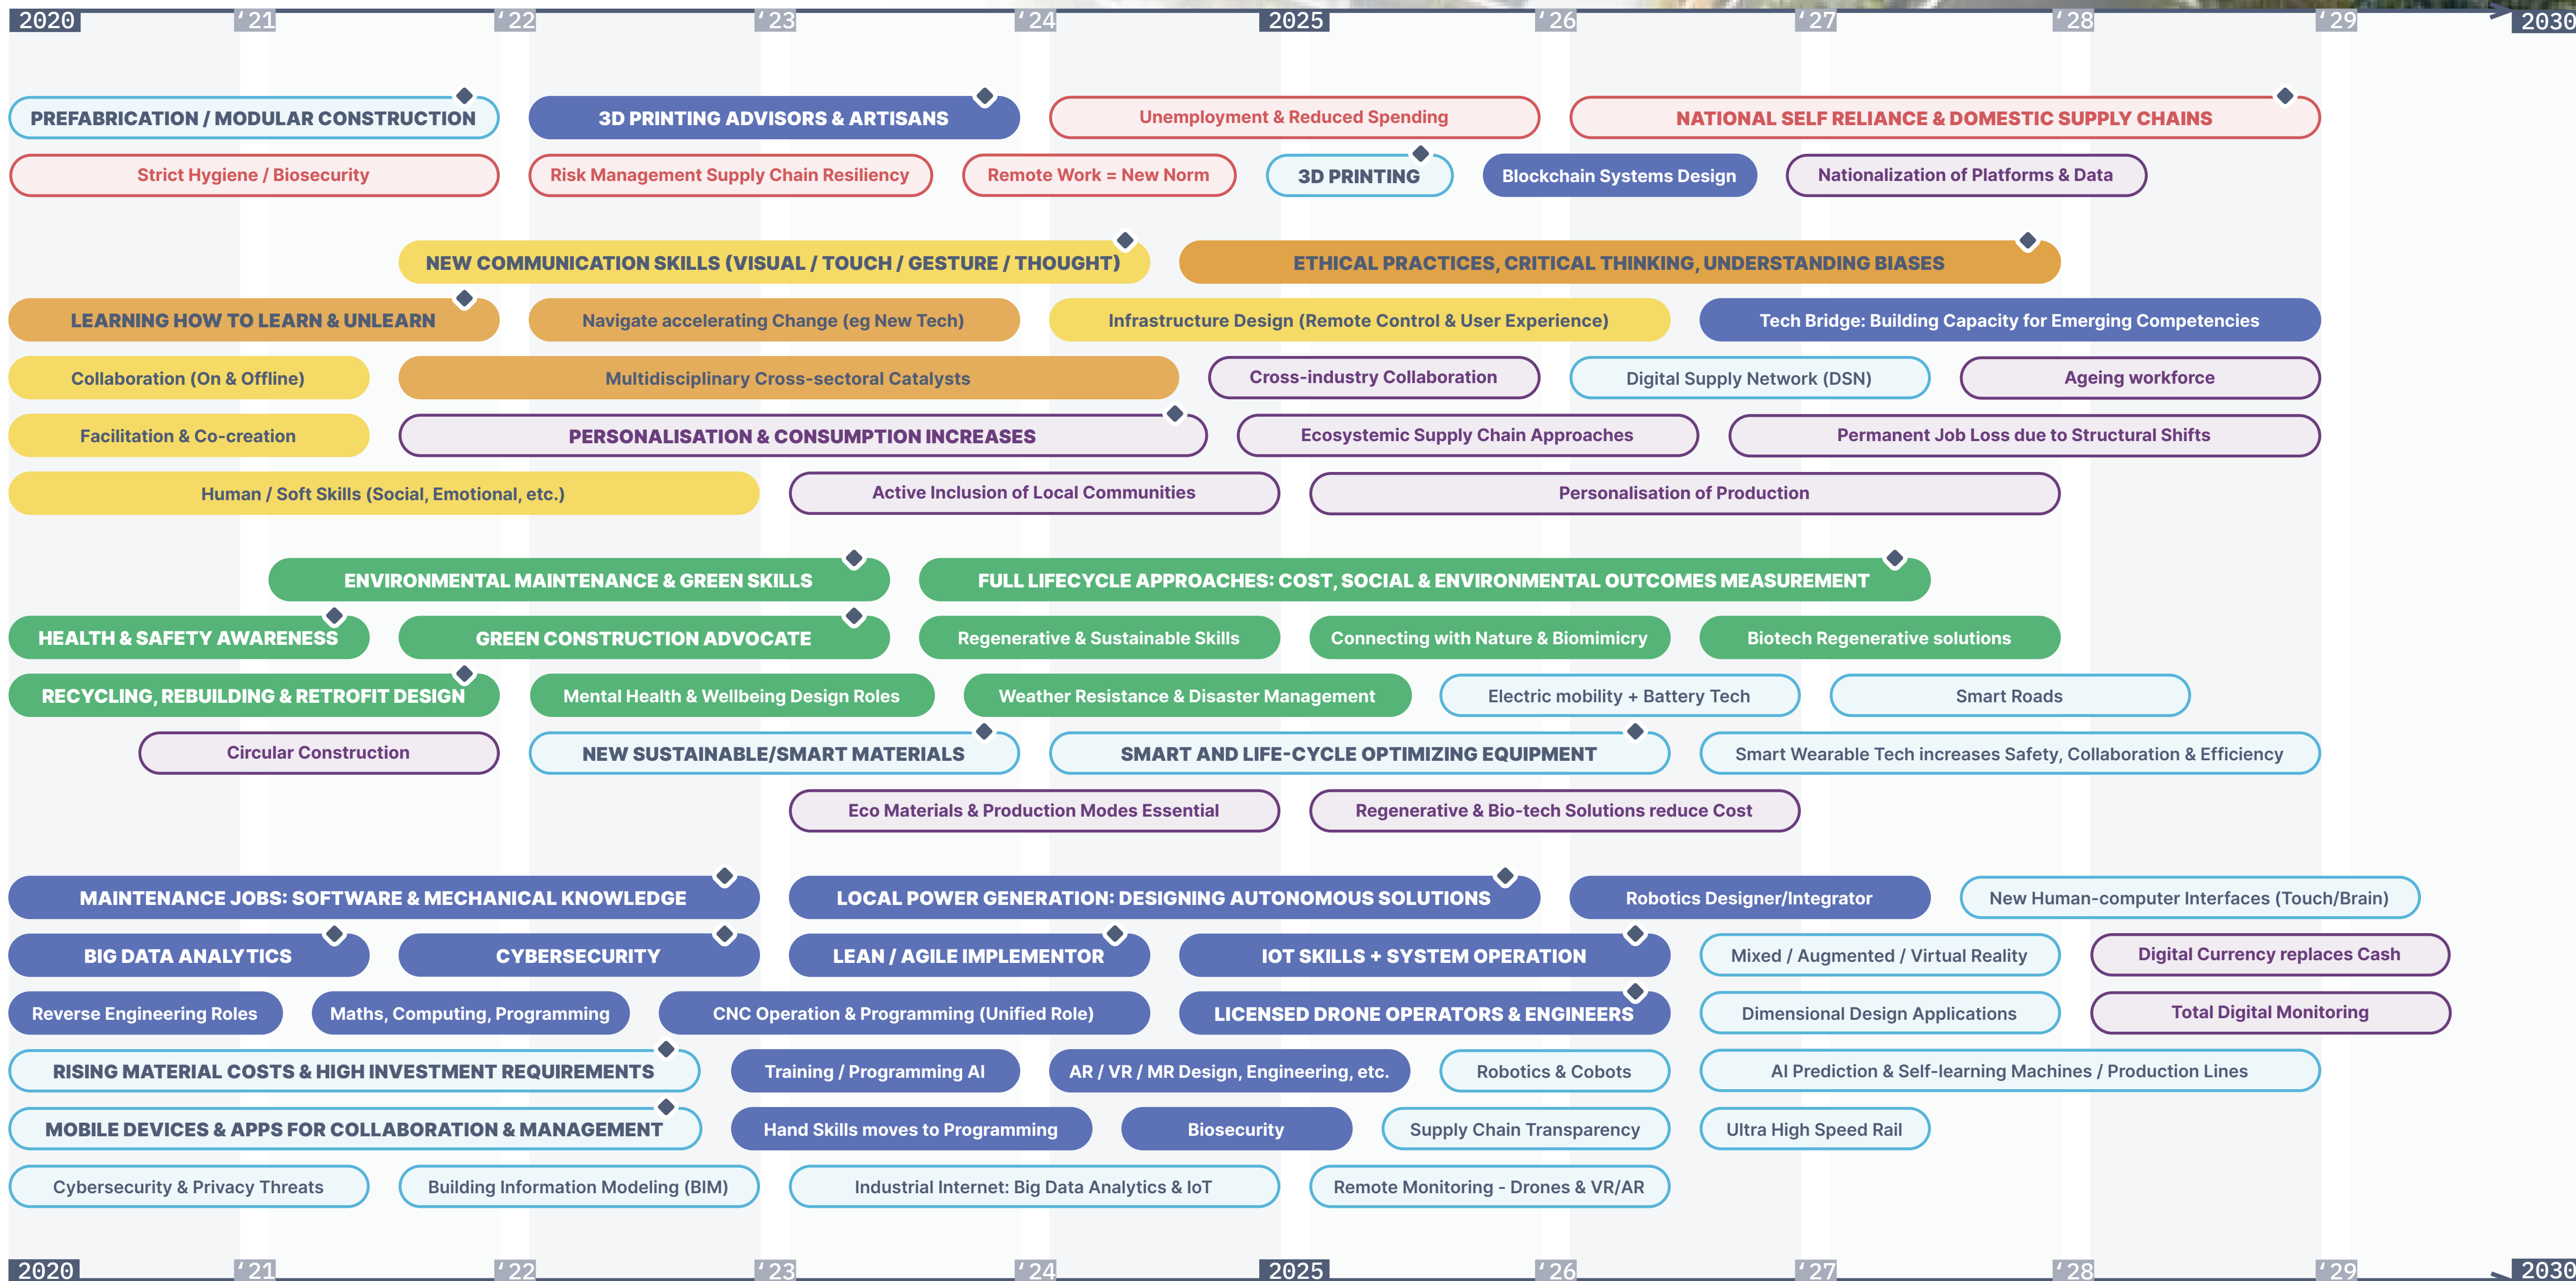 2020 ‘21 ‘22 ‘23 ‘24 2025 ‘26 ‘27 ‘28 ‘29 2030
PREFABRICATION / MODULAR CONSTRUCTION
3D PRINTING ADVISORS & ARTISANS
Unemployment & Reduced Spending
NATIONAL SELF RELIANCE & DOMESTIC SUPPLY CHAINS
Strict Hygiene / Biosecurity
Risk Management Supply Chain Resiliency
Remote Work = New Norm
3D PRINTING
Blockchain Systems Design
Nationalization of Platforms & Data
NEW COMMUNICATION SKILLS (VISUAL / TOUCH / GESTURE / THOUGHT)
ETHICAL PRACTICES, CRITICAL THINKING, UNDERSTANDING BIASES
LEARNING HOW TO LEARN & UNLEARN
Navigate accelerating Change (eg New Tech)
Infrastructure Design (Remote Control & User Experience)
Tech Bridge: Building Capacity for Emerging Competencies
Collaboration (On & Offline)
Multidisciplinary Cross-sectoral Catalysts
Cross-industry Collaboration
Digital Supply Network (DSN)
Ageing workforce
Facilitation & Co-creation
PERSONALISATION & CONSUMPTION INCREASES
Ecosystemic Supply Chain Approaches
Permanent Job Loss due to Structural Shifts
Human / Soft Skills (Social, Emotional, etc.)
Active Inclusion of Local Communities
Personalisation of Production
ENVIRONMENTAL MAINTENANCE & GREEN SKILLS
FULL LIFECYCLE APPROACHES: COST, SOCIAL & ENVIRONMENTAL OUTCOMES MEASUREMENT
HEALTH & SAFETY AWARENESS
GREEN CONSTRUCTION ADVOCATE
Regenerative & Sustainable Skills
Connecting with Nature & Biomimicry
Biotech Regenerative solutions
RECYCLING, REBUILDING & RETROFIT DESIGN
Mental Health & Wellbeing Design Roles
Weather Resistance & Disaster Management
Electric mobility + Battery Tech
Smart Roads
Circular Construction
NEW SUSTAINABLE/SMART MATERIALS
SMART AND LIFE-CYCLE OPTIMIZING EQUIPMENT
Smart Wearable Tech increases Safety, Collaboration & Efficiency
Eco Materials & Production Modes Essential
Regenerative & Bio-tech Solutions reduce Cost
MAINTENANCE JOBS: SOFTWARE & MECHANICAL KNOWLEDGE
LOCAL POWER GENERATION: DESIGNING AUTONOMOUS SOLUTIONS
Robotics Designer/Integrator
New Human-computer Interfaces (Touch/Brain)
BIG DATA ANALYTICS
CYBERSECURITY
LEAN / AGILE IMPLEMENTOR
IOT SKILLS + SYSTEM OPERATION
Mixed / Augmented / Virtual Reality
Digital Currency replaces Cash
Reverse Engineering Roles
Maths, Computing, Programming
CNC Operation & Programming (Unified Role)
LICENSED DRONE OPERATORS & ENGINEERS
Dimensional Design Applications
Total Digital Monitoring
RISING MATERIAL COSTS & HIGH INVESTMENT REQUIREMENTS
Training / Programming AI
AR / VR / MR Design, Engineering, etc.
Robotics & Cobots
AI Prediction & Self-learning Machines / Production Lines
MOBILE DEVICES & APPS FOR COLLABORATION & MANAGEMENT
Hand Skills moves to Programming
Biosecurity
Supply Chain Transparency
Ultra High Speed Rail
Cybersecurity & Privacy Threats
Building Information Modeling (BIM)
Industrial Internet: Big Data Analytics & IoT
Remote Monitoring - Drones & VR/AR
2020 ‘21 ‘22 ‘23 ‘24 2025 ‘26 ‘27 ‘28 ‘29 2030